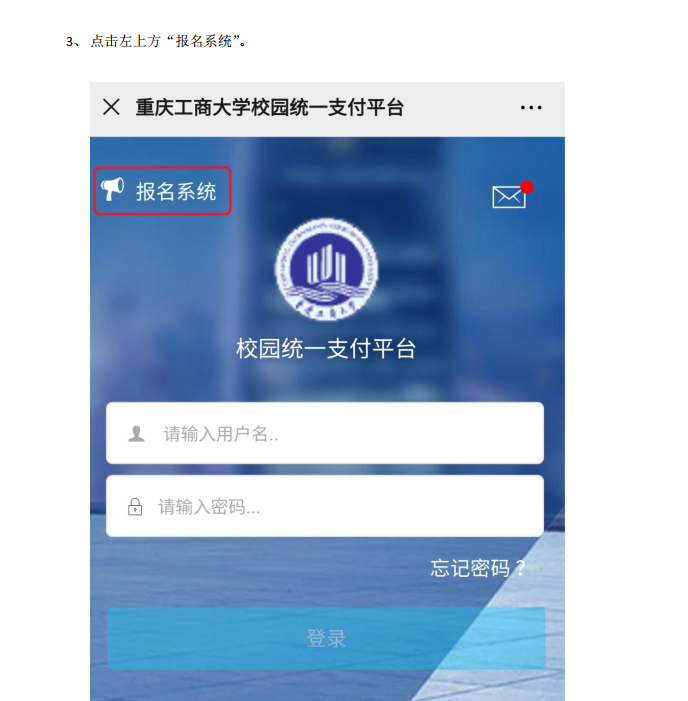 3、点击左上方“报名系统”。
重庆工商大学校园统一支付平台
报名系统
校园统一支付平台
请输入用户名..
请输入密码...
忘记密码？
登录